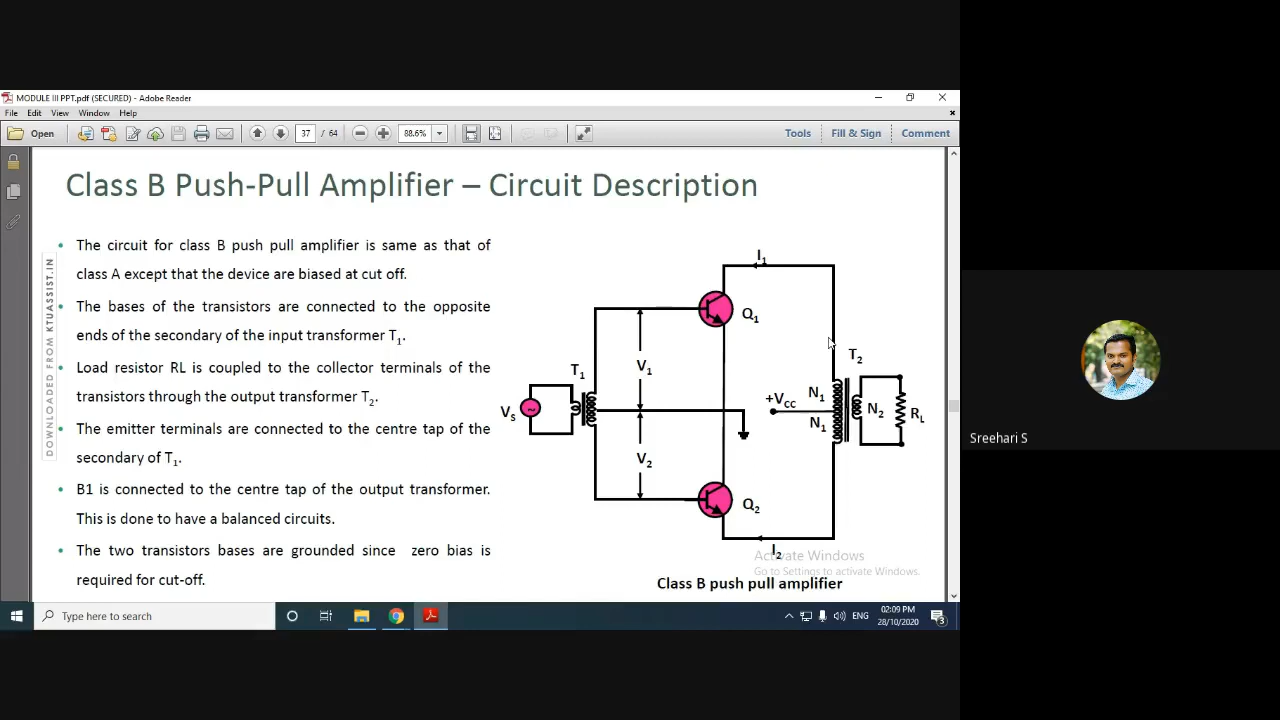 MODULE III PPT.pdf (SECURED) - Adobe Reader
File Edit View Window Help
Open 37 / 64 88.6% Tools Fill & Sign Comment
Class B Push-Pull Amplifier – Circuit Description
• The circuit for class B push pull amplifier is same as that of
class A except that the device are biased at cut off.
• The bases of the transistors are connected to the opposite
ends of the secondary of the input transformer T1.
• Load resistor RL is coupled to the collector terminals of the
transistors through the output transformer T2.
• The emitter terminals are connected to the centre tap of the
secondary of T1.
• B1 is connected to the centre tap of the output transformer.
This is done to have a balanced circuits.
• The two transistors bases are grounded since zero bias is
required for cut-off.
DOWNLOADED FROM KTUASSIST.IN
I1
Q1
V1
T1
T2
VS
+VCC
N1
N1
N2
RL
V2
Q2
I2
Class B push pull amplifier
Activate Windows
Go to Settings to activate Windows.
Sreehari S
Type here to search
ENG
02:09 PM
28/10/2020
3